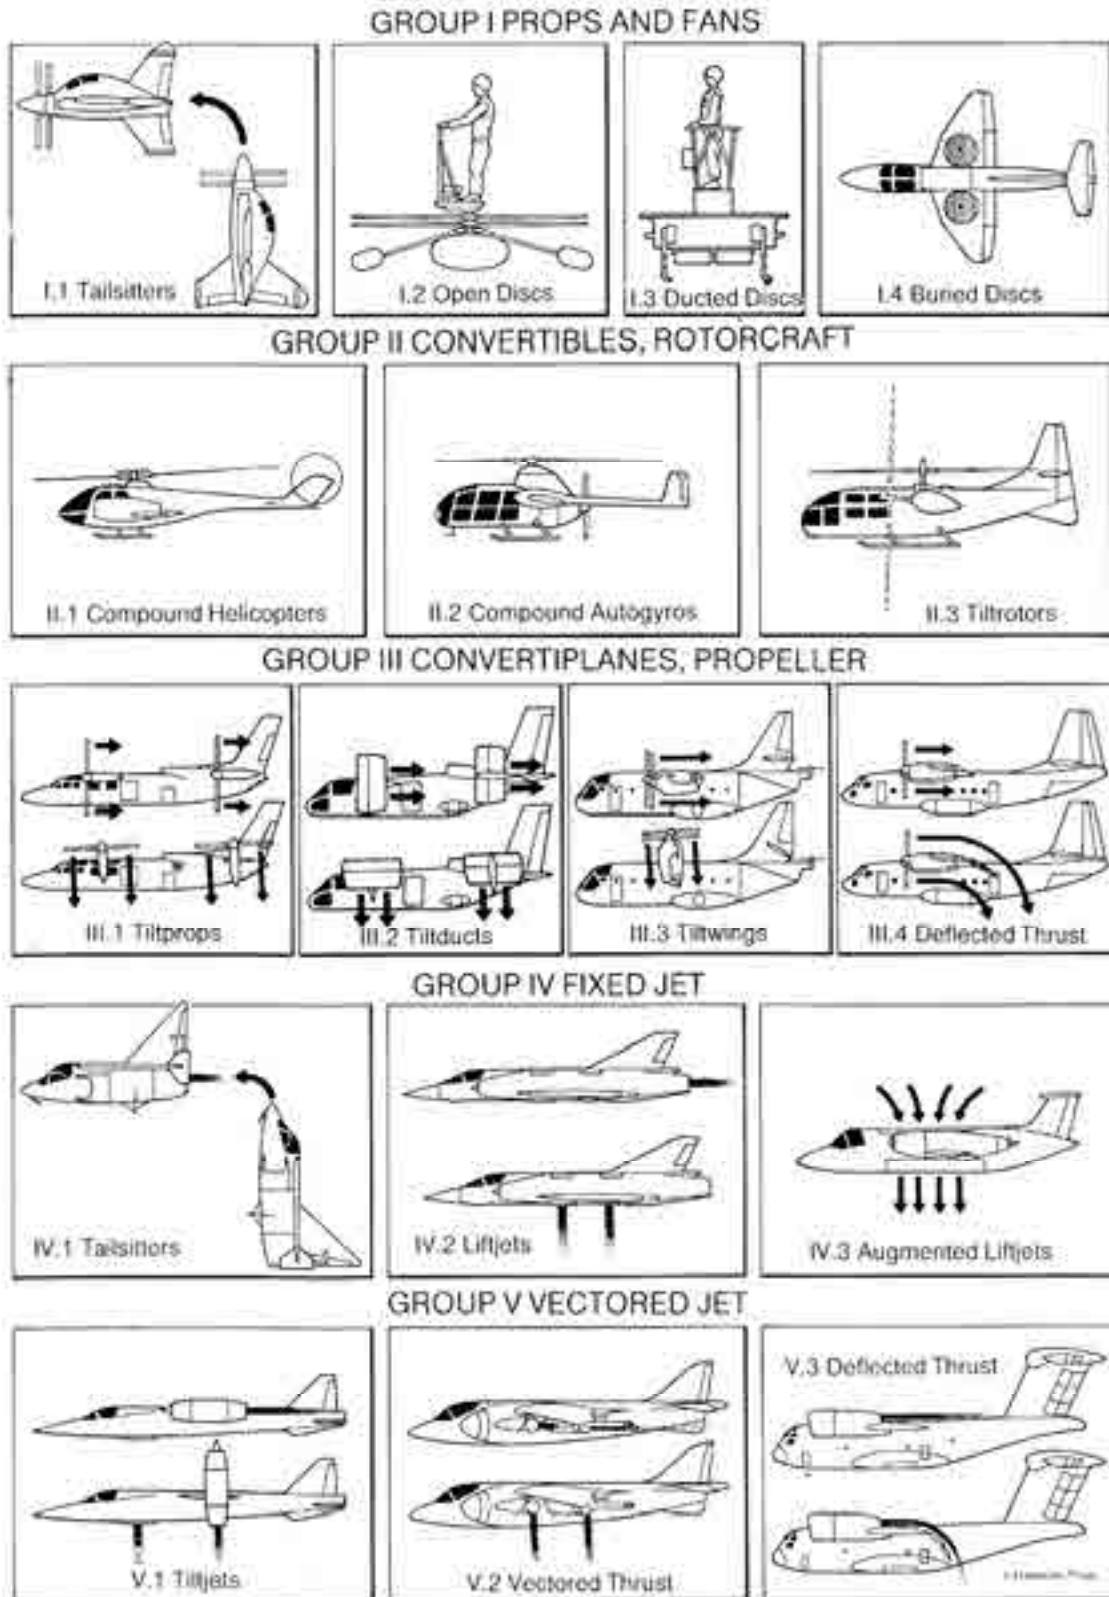 GROUP I PROPS AND FANS
I.1 Tailsitters
I.2 Open Discs
I.3 Ducted Discs
I.4 Buried Discs
GROUP II CONVERTIBLES, ROTORCRAFT
II.1 Compound Helicopters
II.2 Compound Autogyros
II.3 Tiltrotors
GROUP III CONVERTIPLANES, PROPELLER
III.1 Tiltprops
III.2 Tiltducts
III.3 Tiltwings
III.4 Deflected Thrust
GROUP IV FIXED JET
IV.1 Tailsitters
IV.2 Liftjets
IV.3 Augmented Liftjets
GROUP V VECTORED JET
V.1 Tiltjets
V.2 Vectored Thrust
V.3 Deflected Thrust